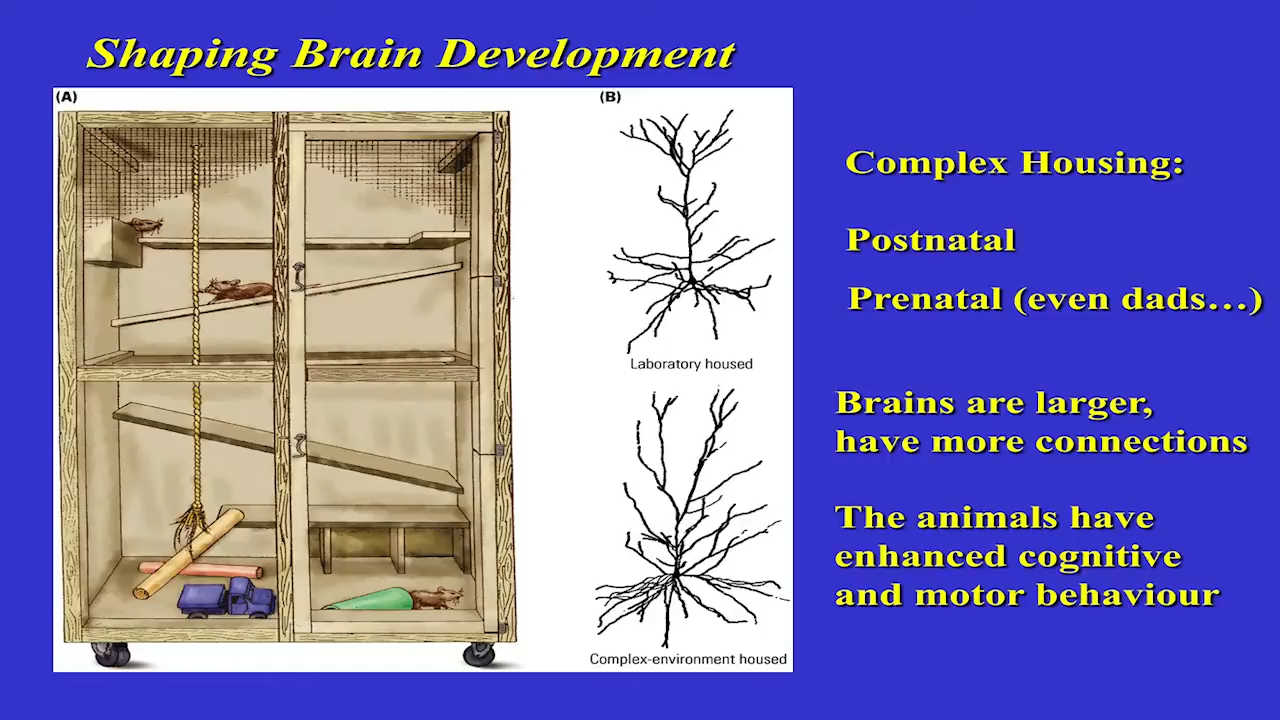 Shaping Brain Development
(A)
(B)
Laboratory housed
Complex-environment housed
Complex Housing:
Postnatal
Prenatal (even dads…)
Brains are larger,
have more connections
The animals have
enhanced cognitive
and motor behaviour